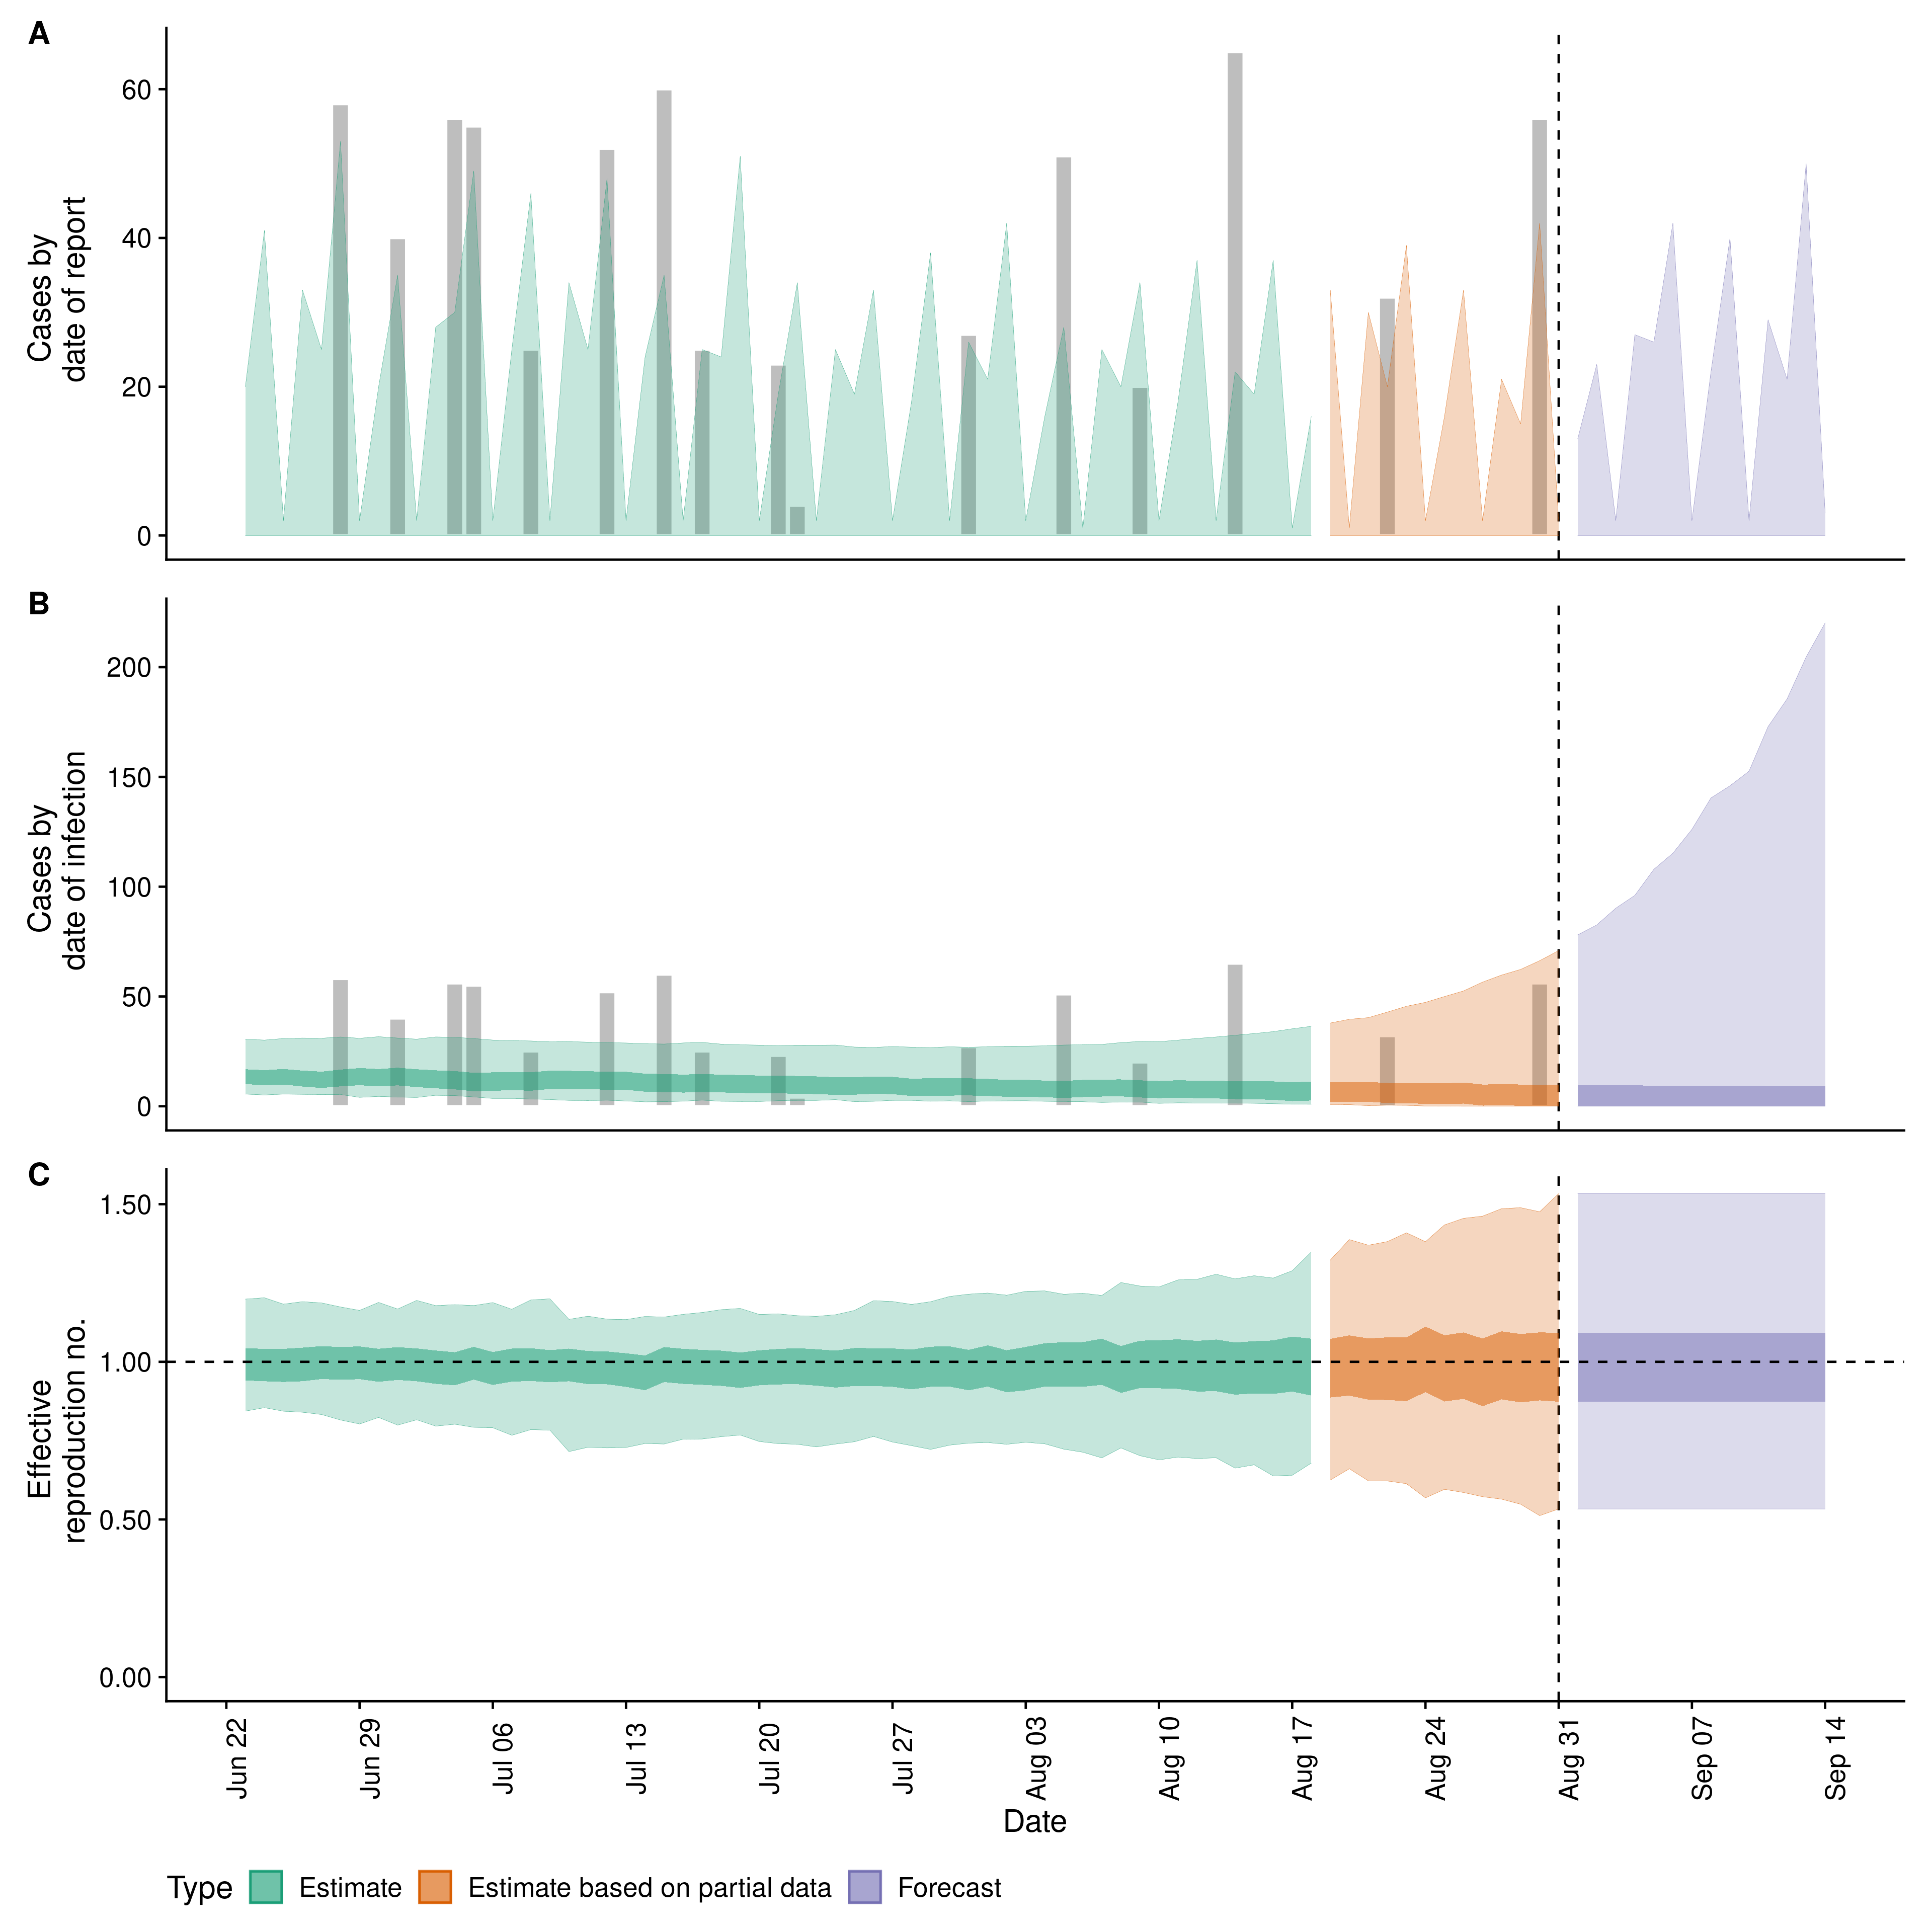 A
Cases by
date of report
60
40
20
0
B
Cases by
date of infection
200
150
100
50
0
C
Effective
reproduction no.
1.50
1.00
0.50
0.00
Jun 22
Jun 29
Jul 06
Jul 13
Jul 20
Jul 27
Aug 03
Aug 10
Aug 17
Aug 24
Aug 31
Sep 07
Sep 14
Date
Type Estimate Estimate based on partial data Forecast